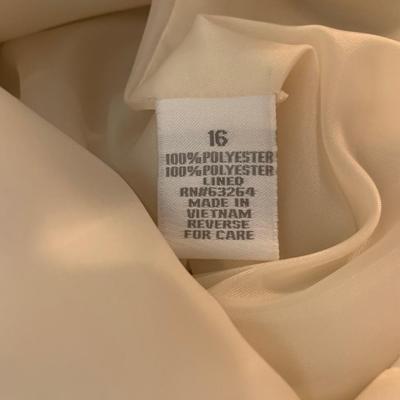 16
100%POLYESTER
100%POLYESTER
LINED
RN#63264
MADE IN
VIETNAM
REVERSE
FOR CARE